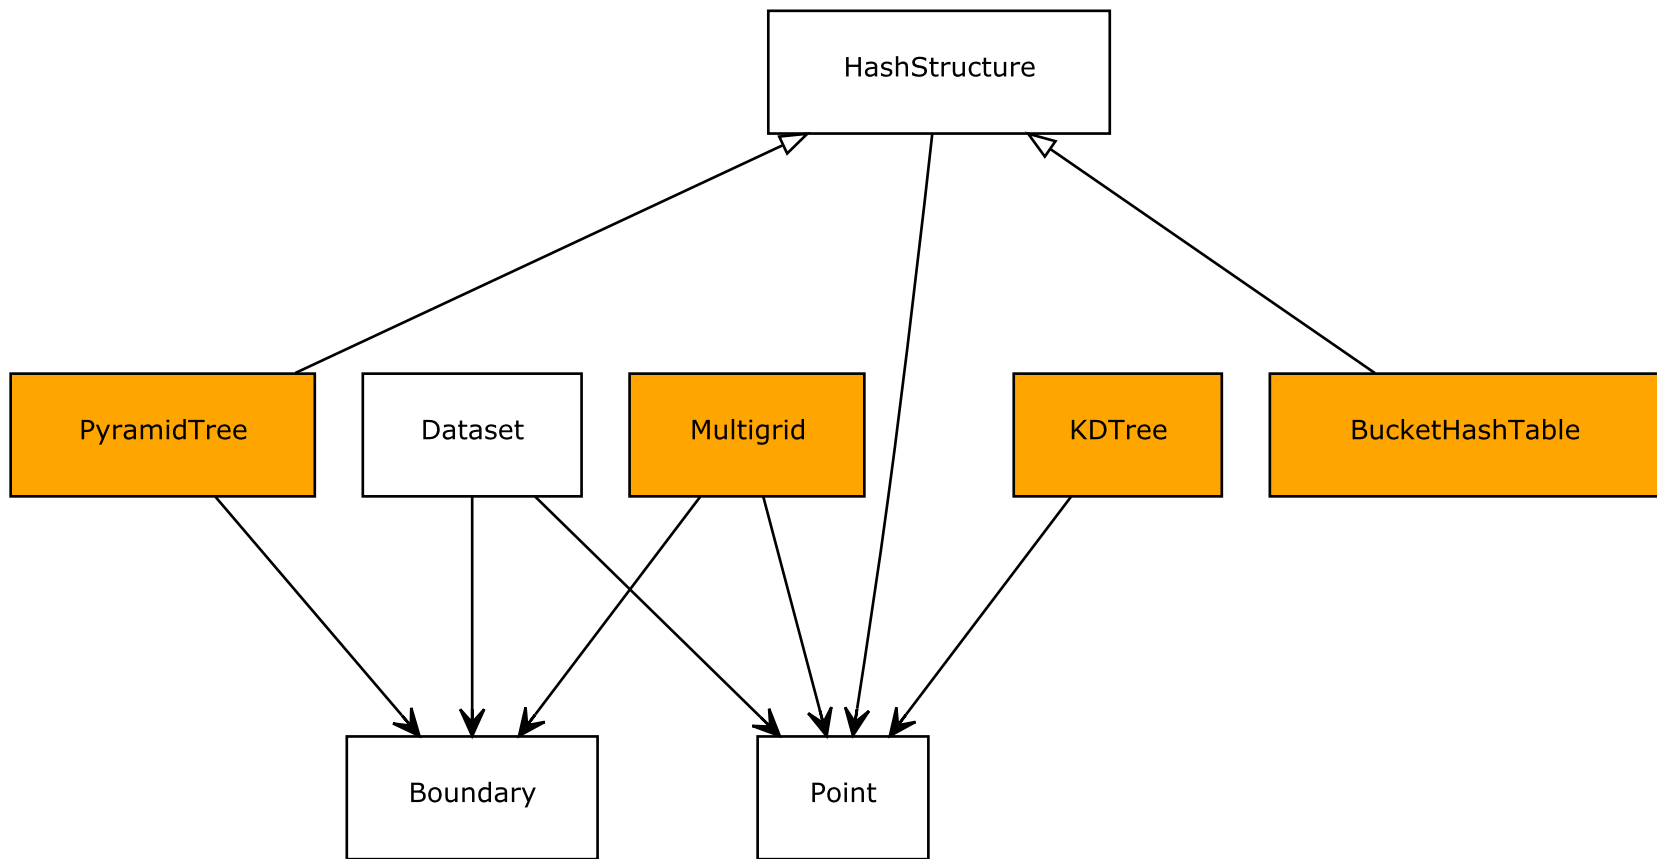 HashStructure
PyramidTree
Dataset
Multigrid
KDTree
BucketHashTable
Boundary
Point